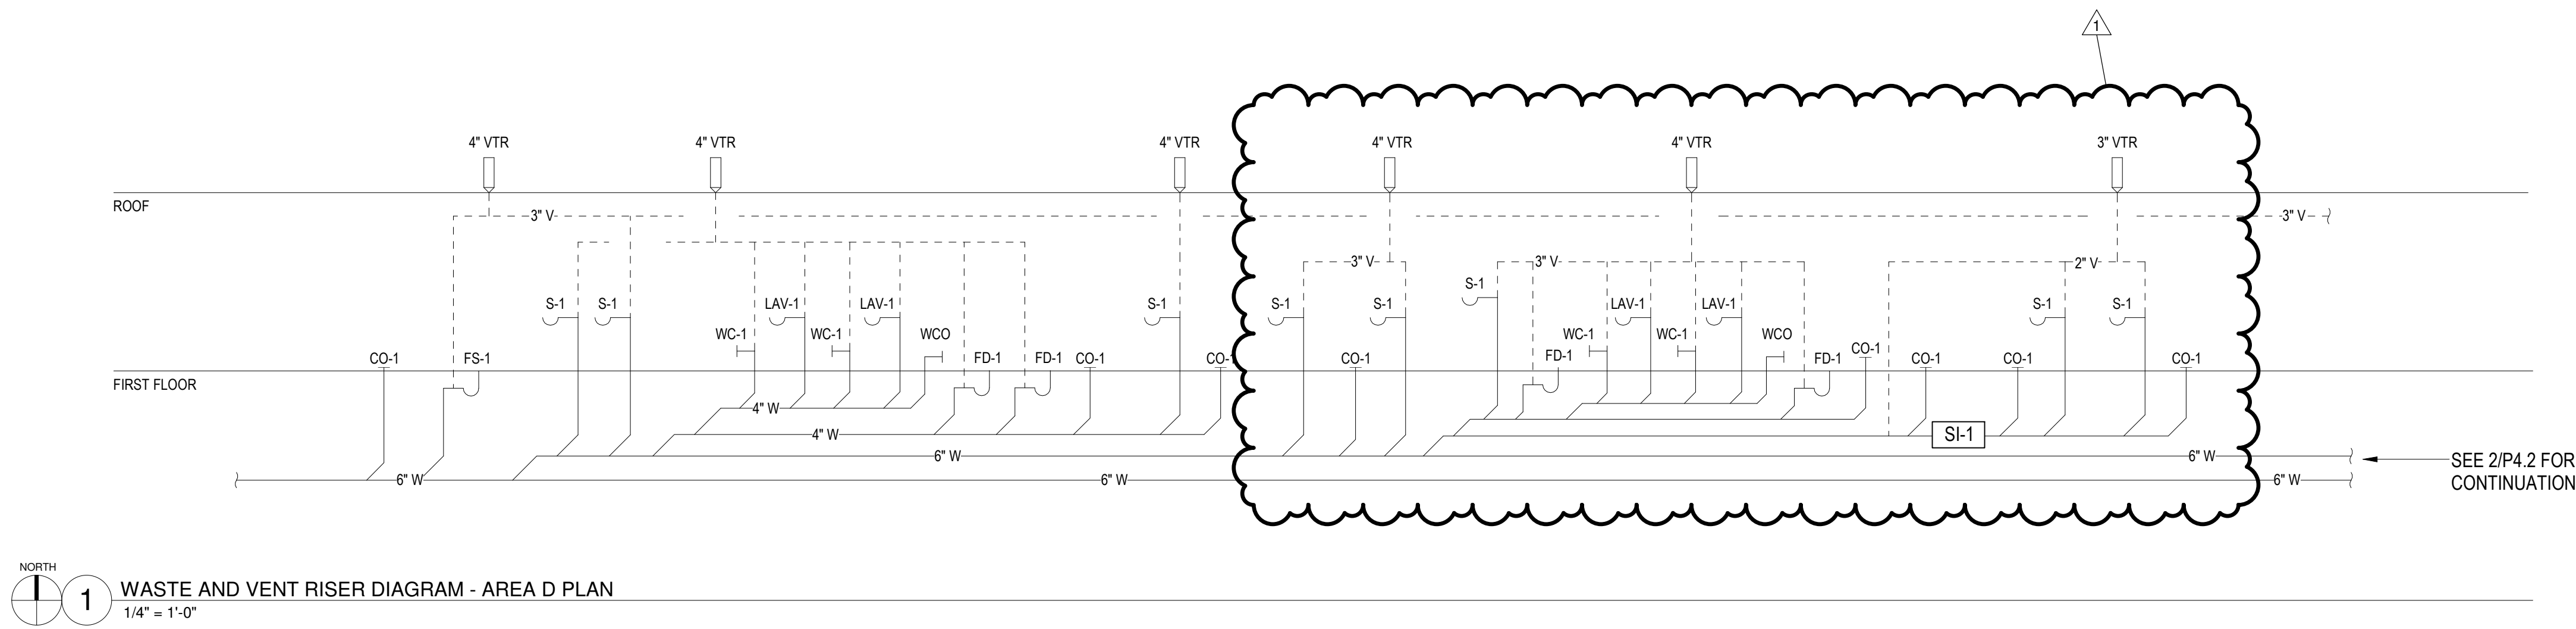 1
4" VTR
4" VTR
4" VTR
4" VTR
4" VTR
3" VTR
ROOF
3" V
3" V
3" V
3" V
2" V
S-1
S-1
S-1
LAV-1
LAV-1
S-1
S-1
S-1
LAV-1
LAV-1
S-1
S-1
WC-1
WC-1
WCO
WC-1
WC-1
WCO
CO-1
FS-1
FD-1
FD-1
CO-1
CO-1
CO-1
FD-1
FD-1
CO-1
CO-1
CO-1
CO-1
FIRST FLOOR
4" W
4" W
SI-1
6" W
6" W
6" W
6" W
6" W
SEE 2/P4.2 FOR
CONTINUATION
NORTH
1
WASTE AND VENT RISER DIAGRAM - AREA D PLAN
1/4" = 1'-0"